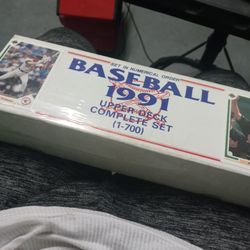 SET IN NUMERICAL ORDER
BASEBALL
1991
UPPER DECK
COMPLETE SET
(1-700)